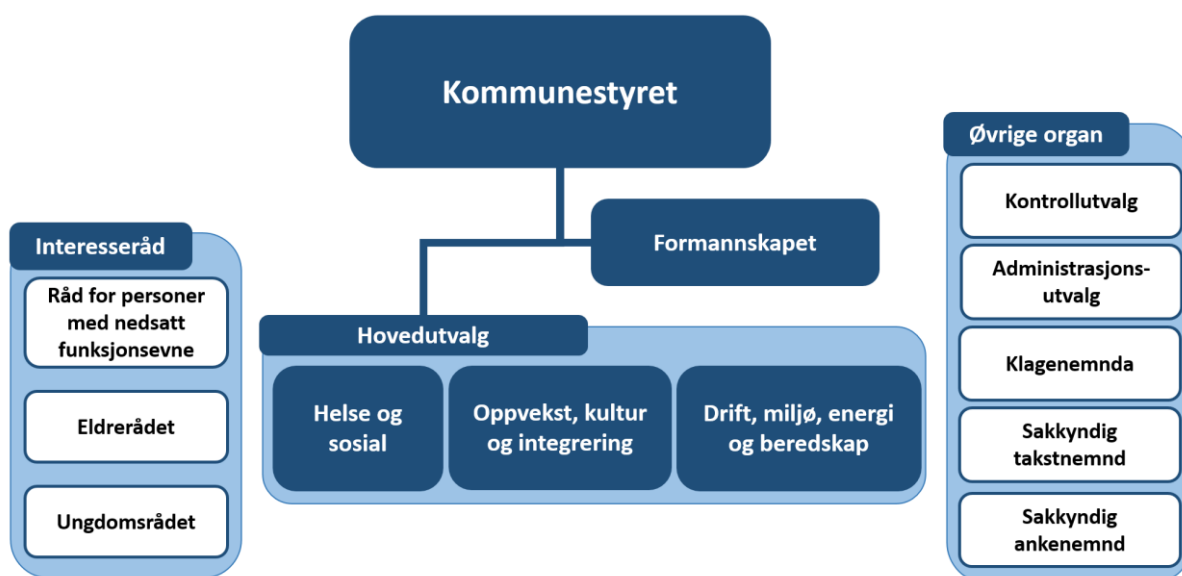 Kommunestyret
Formannskapet
Interesseråd
Råd for personer
med nedsatt
funksjonsevne
Eldrerådet
Ungdomsrådet
Hovedutvalg
Helse og
sosial
Oppvekst, kultur
og integrering
Drift, miljø, energi
og beredskap
Øvrige organ
Kontrollutvalg
Administrasjons-
utvalg
Klagenemnda
Sakkyndig
takstnemnd
Sakkyndig
ankenemnd